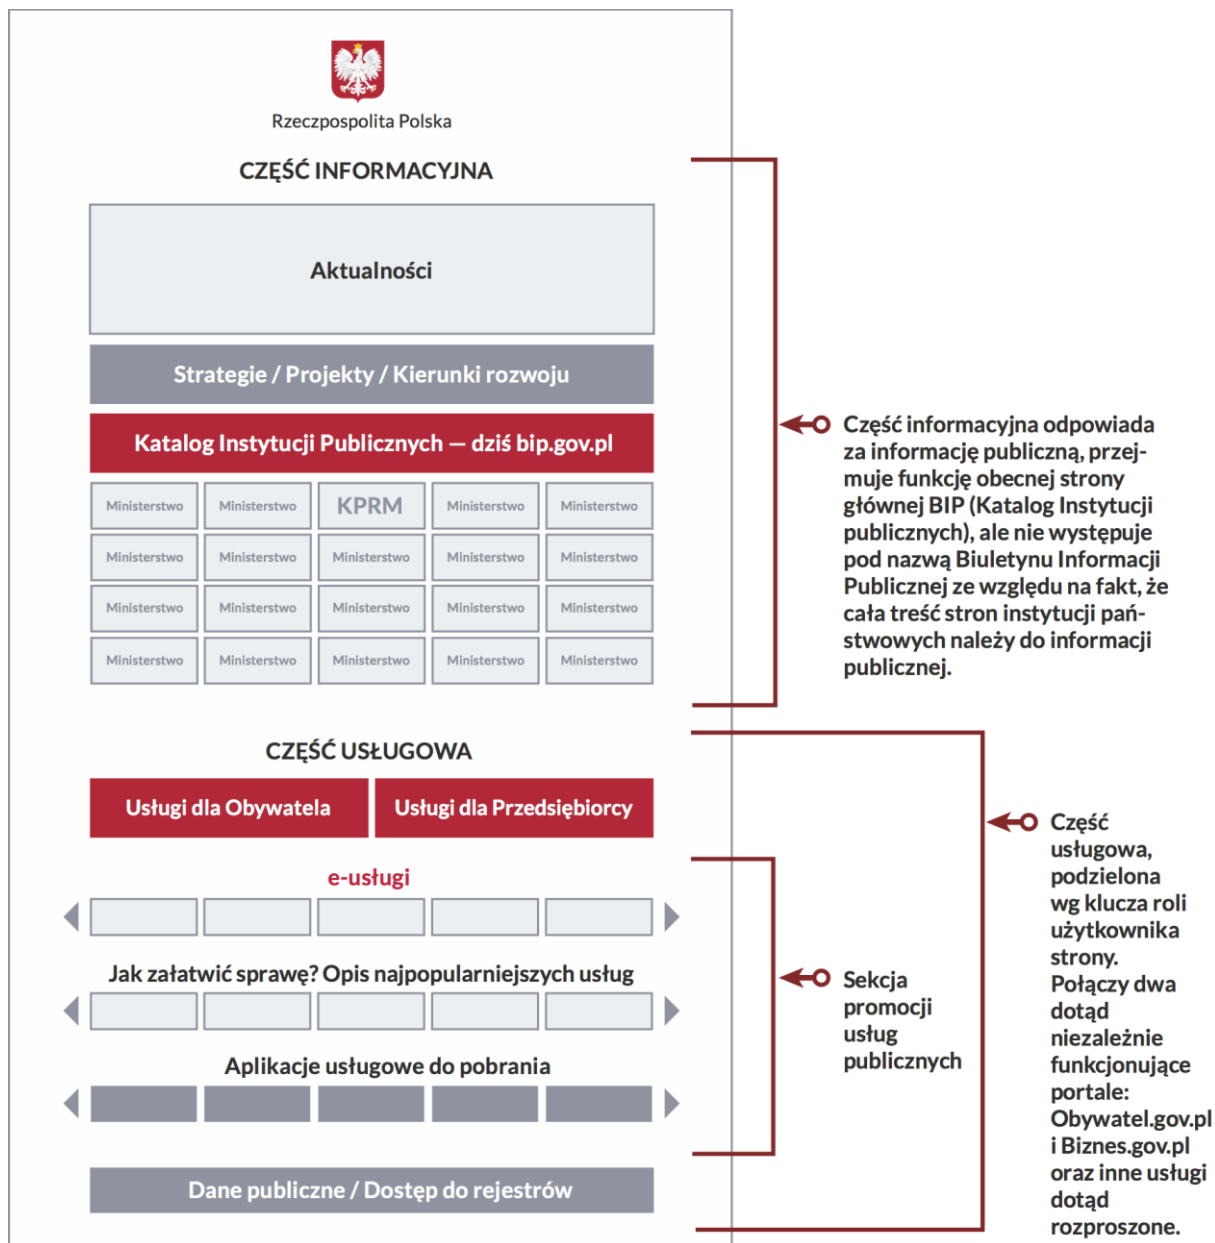 Rzeczpospolita Polska
CZĘŚĆ INFORMACYJNA
Aktualności
Strategie / Projekty / Kierunki rozwoju
Katalog Instytucji Publicznych — dziś bip.gov.pl
Ministerstwo Ministerstwo KPRM Ministerstwo Ministerstwo
Ministerstwo Ministerstwo Ministerstwo Ministerstwo Ministerstwo
Ministerstwo Ministerstwo Ministerstwo Ministerstwo Ministerstwo
Ministerstwo Ministerstwo Ministerstwo Ministerstwo Ministerstwo
Część informacyjna odpowiada
za informację publiczną, przej-
muje funkcję obecnej strony
głównej BIP (Katalog Instytucji
publicznych), ale nie występuje
pod nazwą Biuletynu Informacji
Publicznej ze względu na fakt, że
cała treść stron instytucji pań-
stwowych należy do informacji
publicznej.
CZĘŚĆ USŁUGOWA
Usługi dla Obywatela Usługi dla Przedsiębiorcy
e-usługi
Jak załatwić sprawę? Opis najpopularniejszych usług
Aplikacje usługowe do pobrania
Dane publiczne / Dostęp do rejestrów
Sekcja
promocji
usług
publicznych
Część
usługowa,
podzielona
wg klucza roli
użytkownika
strony.
Połączy dwa
dotąd
niezależnie
funkcjonujące
portale:
Obywatel.gov.pl
i Biznes.gov.pl
oraz inne usługi
dotąd
rozproszone.